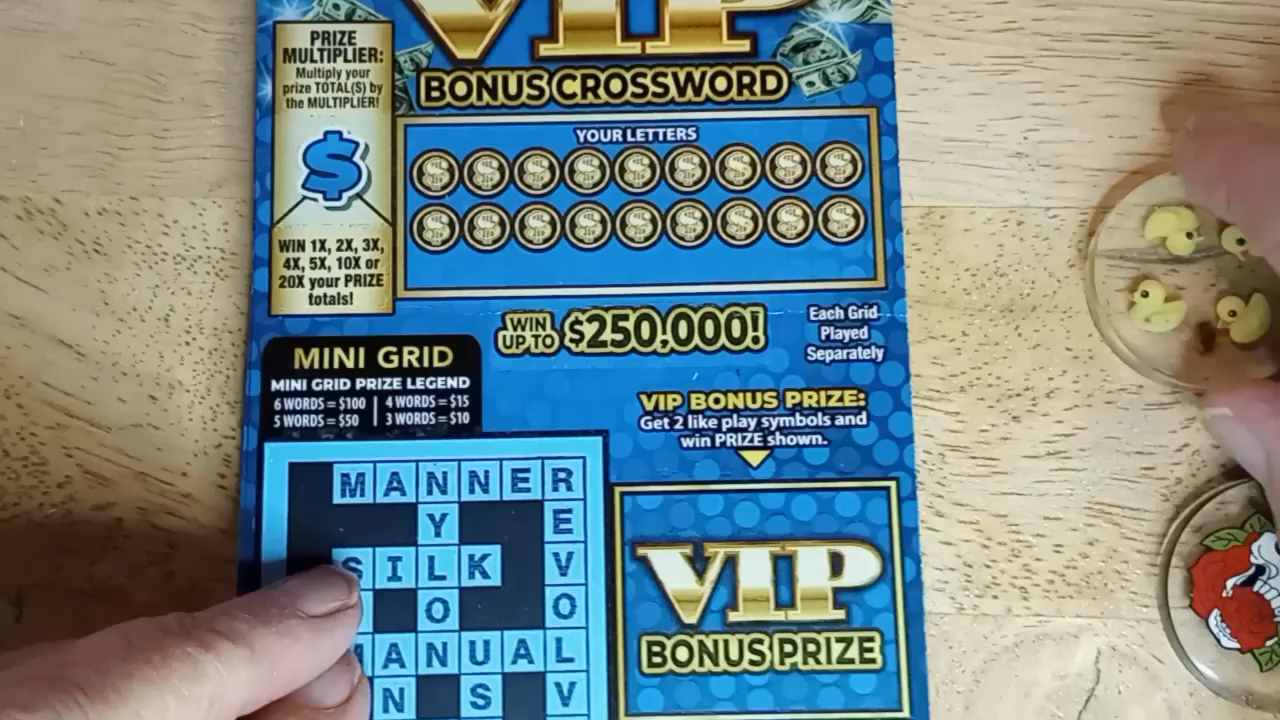 VIP
BONUS CROSSWORD
PRIZE
MULTIPLIER:
Multiply your
prize TOTAL(S) by
the MULTIPLIER!
$
WIN 1X, 2X, 3X,
4X, 5X, 10X or
20X your PRIZE
totals!
YOUR LETTERS
WIN
UP TO $250,000!
Each Grid
Played
Separately
MINI GRID
MINI GRID PRIZE LEGEND
6 WORDS = $100 | 4 WORDS = $15
5 WORDS = $50 | 3 WORDS = $10
VIP BONUS PRIZE:
Get 2 like play symbols and
win PRIZE shown.
MANNER
Y E
SILK V
O O
MANUAL
N S V
VIP
BONUS PRIZE